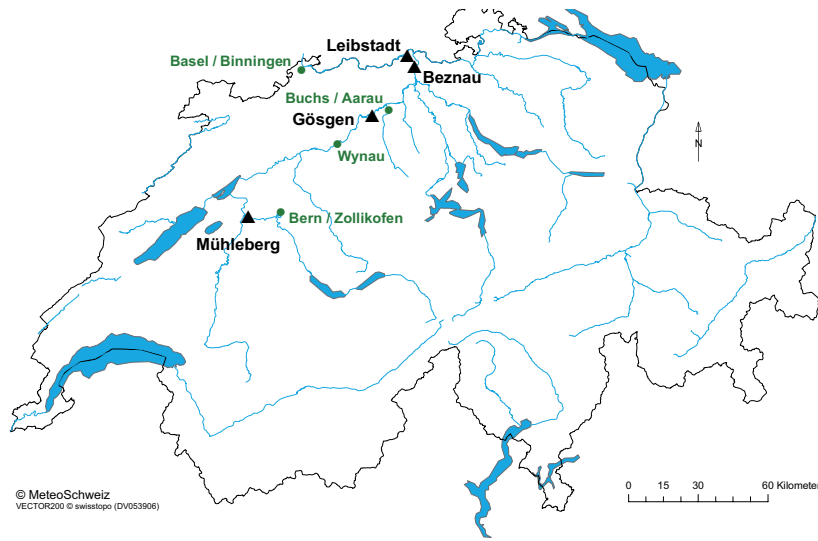 Leibstadt
Basel / Binningen
Beznau
Buchs / Aarau
Gösgen
N
Wynau
Bern / Zollikofen
Mühleberg
© MeteoSchweiz
VECTOR200 © swisstopo (DV053906)
0 15 30 60 Kilometer